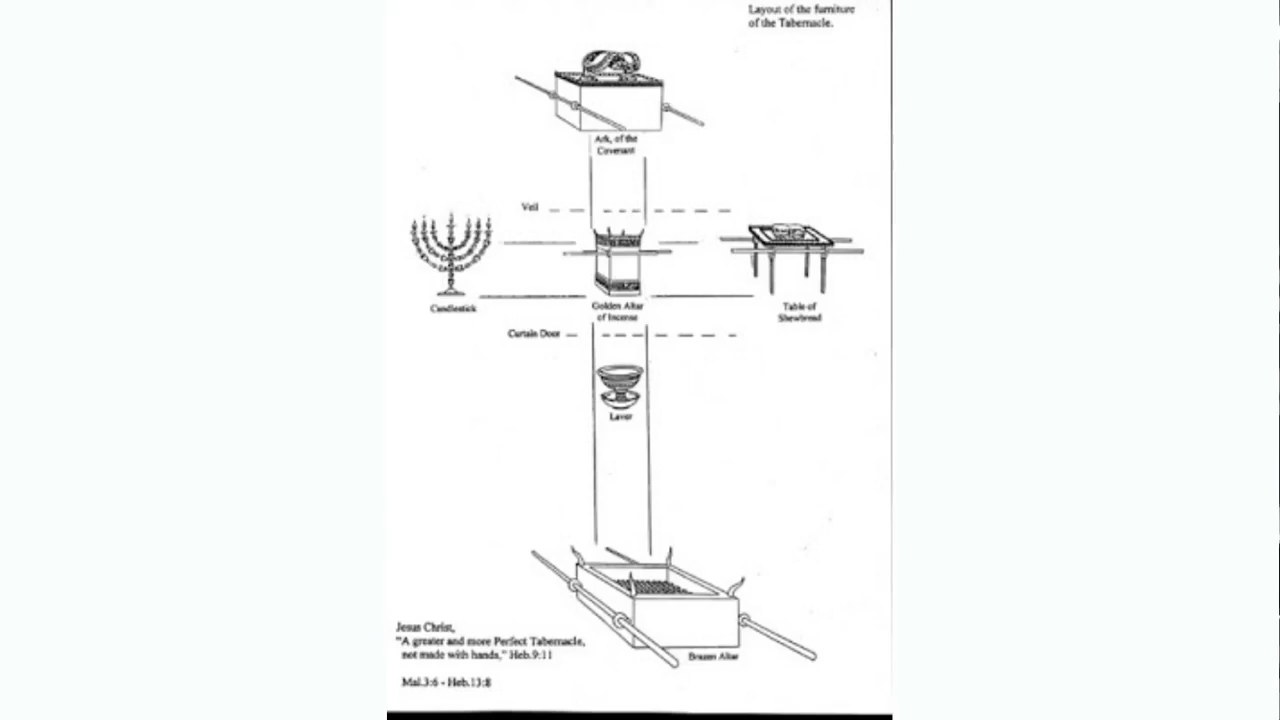 Layout of the furniture
of the Tabernacle.
Ark, of the
Covenant
Veil
Candlestick
Golden Altar
of Incense
Table of
Shewbread
Curtain Door
Laver
Jesus Christ,
"A greater and more Perfect Tabernacle,
not made with hands," Heb.9:11
Brazen Altar
Mal.3:6 - Heb.13:8